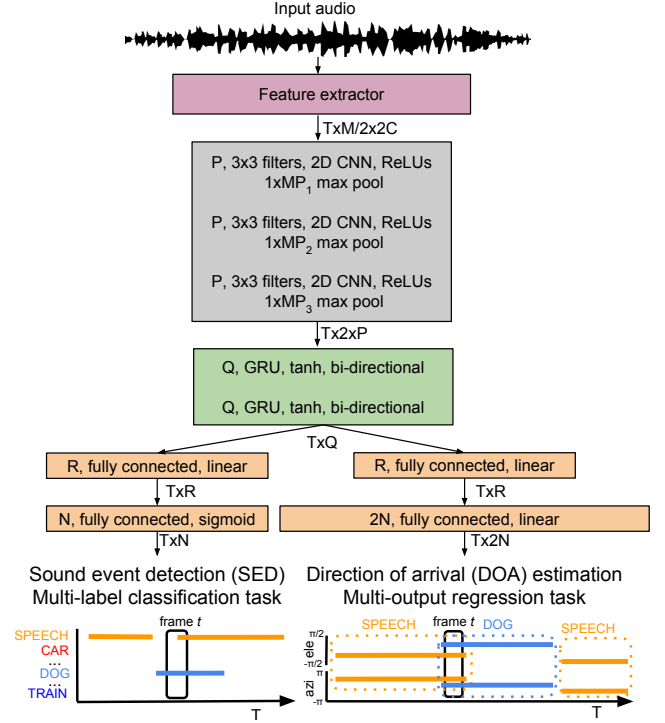 Input audio
Feature extractor
TxM/2x2C
P, 3x3 filters, 2D CNN, ReLUs
1xMP₁ max pool
P, 3x3 filters, 2D CNN, ReLUs
1xMP₂ max pool
P, 3x3 filters, 2D CNN, ReLUs
1xMP₃ max pool
Tx2xP
Q, GRU, tanh, bi-directional
Q, GRU, tanh, bi-directional
TxQ
R, fully connected, linear
TxR
N, fully connected, sigmoid
TxN
Sound event detection (SED)
Multi-label classification task
frame t
SPEECH
CAR
...
DOG
...
TRAIN
T
R, fully connected, linear
TxR
2N, fully connected, linear
Tx2N
Direction of arrival (DOA) estimation
Multi-output regression task
SPEECH frame t DOG SPEECH
ele
π/2
-π/2
azi
π
-π
T